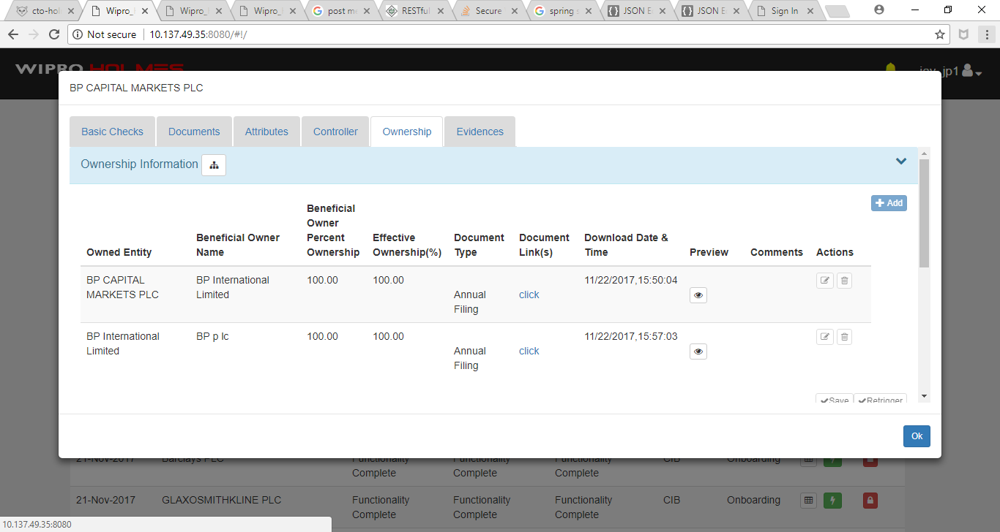 cto-hol
Wipro_
Wipro_
Wipro_
post me
RESTful
Secure
spring s
JSON E
JSON E
Sign In
Not secure
10.137.49.35:8080/#!/
WIPRO HOLMES
jp1
BP CAPITAL MARKETS PLC
Basic Checks
Documents
Attributes
Controller
Ownership
Evidences
Ownership Information
Add
Owned Entity
Beneficial Owner
Name
Beneficial
Owner
Percent
Ownership
Effective
Ownership(%)
Document
Type
Document
Link(s)
Download Date &
Time
Preview
Comments
Actions
BP CAPITAL
MARKETS PLC
BP International
Limited
100.00
100.00
Annual
Filing
click
11/22/2017,15:50:04
BP International
Limited
BP p lc
100.00
100.00
Annual
Filing
click
11/22/2017,15:57:03
Save
Retrigger
Ok
21-Nov-2017
Barclays PLC
Functionality
Complete
Functionality
Complete
Functionality
Complete
CIB
Onboarding
21-Nov-2017
GLAXOSMITHKLINE PLC
Functionality
Complete
Functionality
Complete
Functionality
Complete
CIB
Onboarding
10.137.49.35:8080